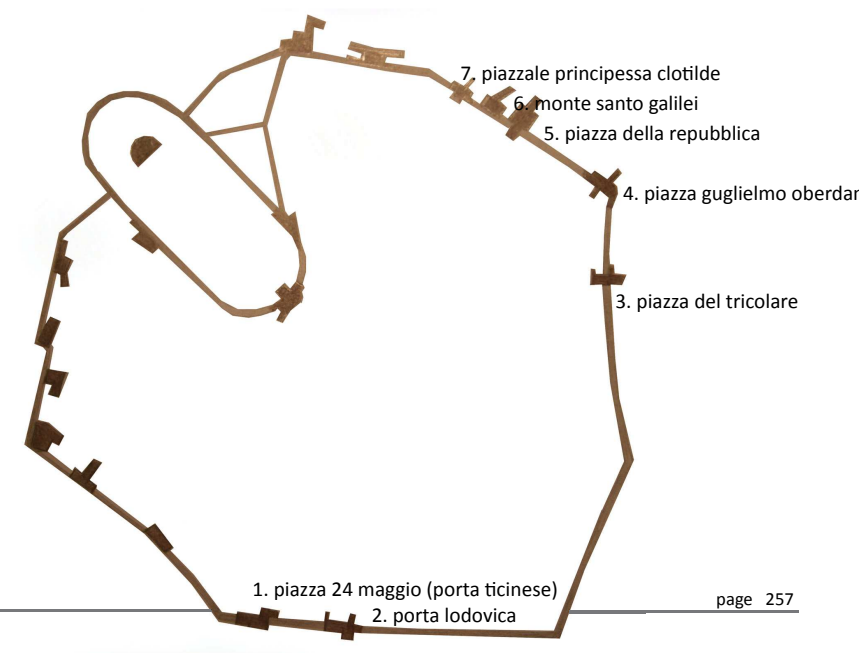 7. piazzale principessa clotilde
6. monte santo galilei
5. piazza della repubblica
4. piazza guglielmo oberdan
3. piazza del tricolare
1. piazza 24 maggio (porta ticinese)
2. porta lodovica
page 257